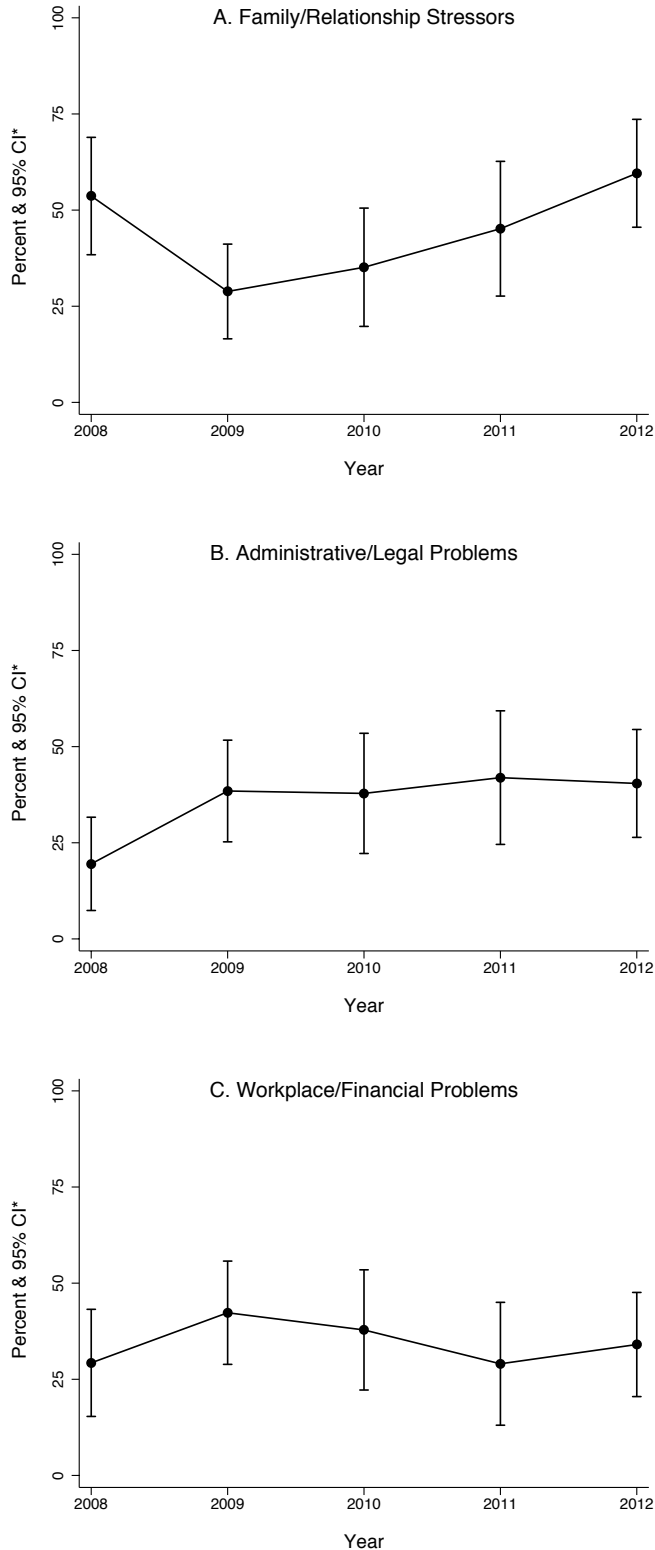 A. Family/Relationship Stressors
100
75
50
25
0
Percent & 95% CI*
2008 2009 2010 2011 2012
Year
B. Administrative/Legal Problems
100
75
50
25
0
Percent & 95% CI*
2008 2009 2010 2011 2012
Year
C. Workplace/Financial Problems
100
75
50
25
0
Percent & 95% CI*
2008 2009 2010 2011 2012
Year